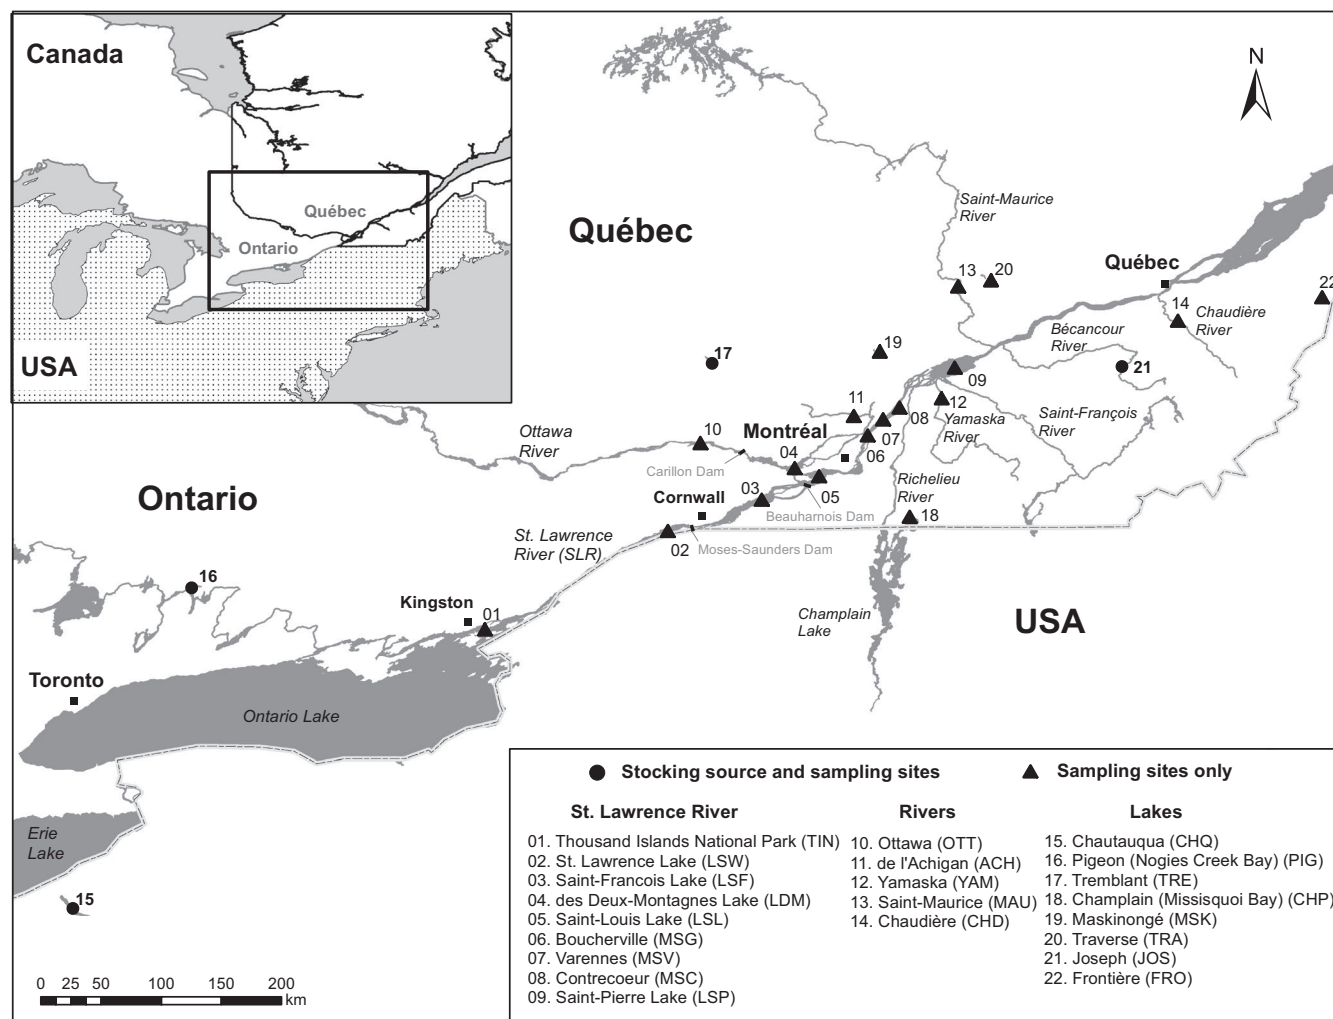 Canada
Québec
Ontario
USA
N
Québec
Saint-Maurice
River
13
20
Québec
22
14
Chaudière
River
Bécancour
River
19
17
21
09
11
12
08
Saint-François
River
Yamaska
River
07
Montréal
06
10
Ottawa
River
Carillon Dam
04
Ontario
Cornwall
03
05
Beauharnois Dam
Richelieu
River
18
St. Lawrence
River (SLR)
02
Moses-Saunders Dam
16
Kingston
01
Champlain
Lake
USA
Toronto
Ontario Lake
Erie
Lake
15
0 25 50 100 150 200
km
Stocking source and sampling sites
Sampling sites only
St. Lawrence River
01. Thousand Islands National Park (TIN)
02. St. Lawrence Lake (LSW)
03. Saint-Francois Lake (LSF)
04. des Deux-Montagnes Lake (LDM)
05. Saint-Louis Lake (LSL)
06. Boucherville (MSG)
07. Varennes (MSV)
08. Contrecoeur (MSC)
09. Saint-Pierre Lake (LSP)
Rivers
10. Ottawa (OTT)
11. de l'Achigan (ACH)
12. Yamaska (YAM)
13. Saint-Maurice (MAU)
14. Chaudière (CHD)
Lakes
15. Chautauqua (CHQ)
16. Pigeon (Nogies Creek Bay) (PIG)
17. Tremblant (TRE)
18. Champlain (Missisquoi Bay) (CHP)
19. Maskinongé (MSK)
20. Traverse (TRA)
21. Joseph (JOS)
22. Frontière (FRO)